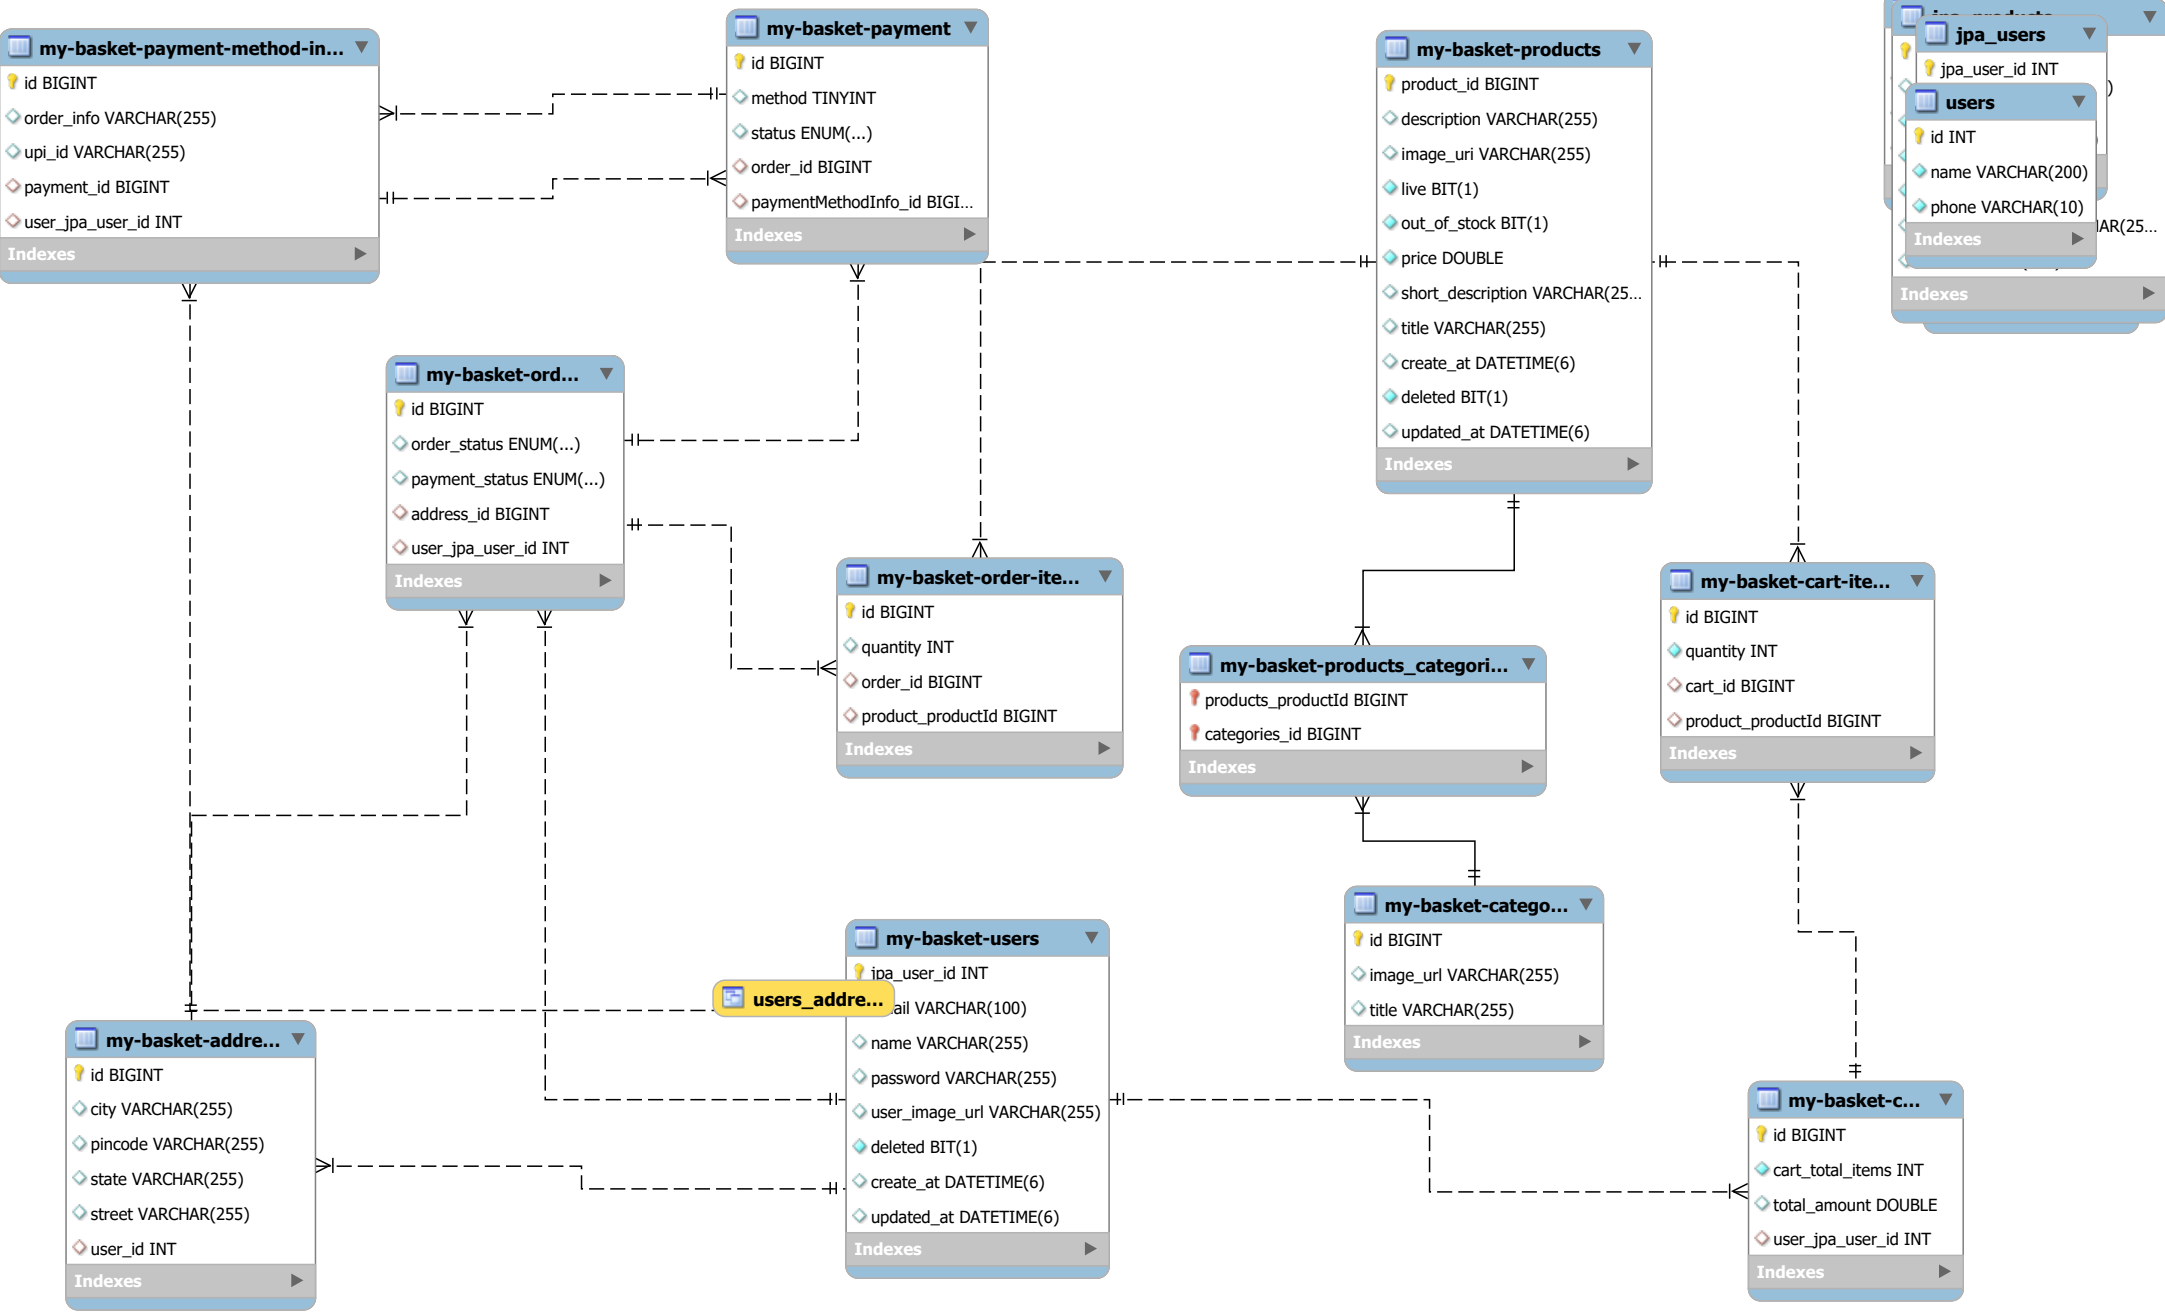 my-basket-payment-method-in...
id BIGINT
order_info VARCHAR(255)
upi_id VARCHAR(255)
payment_id BIGINT
user_jpa_user_id INT
Indexes
my-basket-payment
id BIGINT
method TINYINT
status ENUM(...)
order_id BIGINT
paymentMethodInfo_id BIGI...
Indexes
my-basket-products
product_id BIGINT
description VARCHAR(255)
image_uri VARCHAR(255)
live BIT(1)
out_of_stock BIT(1)
price DOUBLE
short_description VARCHAR(25...
title VARCHAR(255)
create_at DATETIME(6)
deleted BIT(1)
updated_at DATETIME(6)
Indexes
jpa_users
jpa_user_id INT
)
users
id INT
name VARCHAR(200)
phone VARCHAR(10)
Indexes
AR(25...
Indexes
my-basket-ord...
id BIGINT
order_status ENUM(...)
payment_status ENUM(...)
address_id BIGINT
user_jpa_user_id INT
Indexes
my-basket-order-ite...
id BIGINT
quantity INT
order_id BIGINT
product_productId BIGINT
Indexes
my-basket-products_categori...
products_productId BIGINT
categories_id BIGINT
Indexes
my-basket-cart-ite...
id BIGINT
quantity INT
cart_id BIGINT
product_productId BIGINT
Indexes
my-basket-catego...
id BIGINT
image_url VARCHAR(255)
title VARCHAR(255)
Indexes
my-basket-users
jpa_user_id INT
users_addre...
ail VARCHAR(100)
name VARCHAR(255)
password VARCHAR(255)
user_image_url VARCHAR(255)
deleted BIT(1)
create_at DATETIME(6)
updated_at DATETIME(6)
Indexes
my-basket-addre...
id BIGINT
city VARCHAR(255)
pincode VARCHAR(255)
state VARCHAR(255)
street VARCHAR(255)
user_id INT
Indexes
my-basket-c...
id BIGINT
cart_total_items INT
total_amount DOUBLE
user_jpa_user_id INT
Indexes